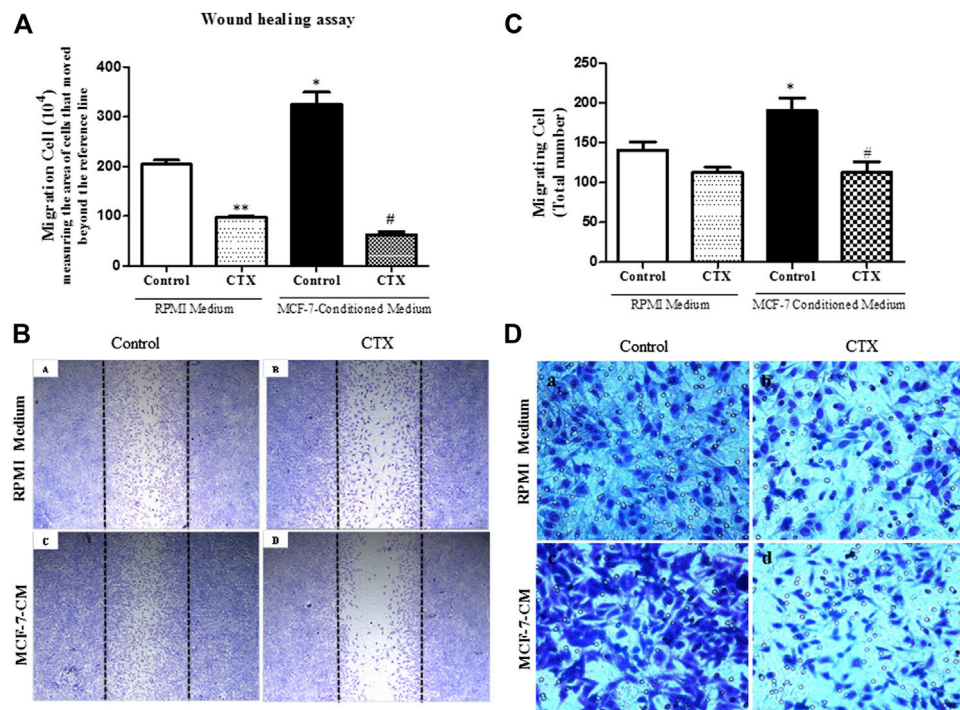 A
Wound healing assay
Migration Cell (10⁴)
measuring the area of cells that moved
beyond the reference line
400
300
200
100
0
*
**
#
Control
CTX
Control
CTX
RPMI Medium
MCF-7-Conditioned Medium
C
Migrating Cell
(Total number)
250
200
150
100
50
0
*
#
Control
CTX
Control
CTX
RPMI Medium
MCF-7 Conditioned Medium
B
Control
CTX
RPMI Medium
MCF-7-CM
A
B
C
D
D
Control
CTX
RPMI Medium
MCF-7-CM
a
b
c
d